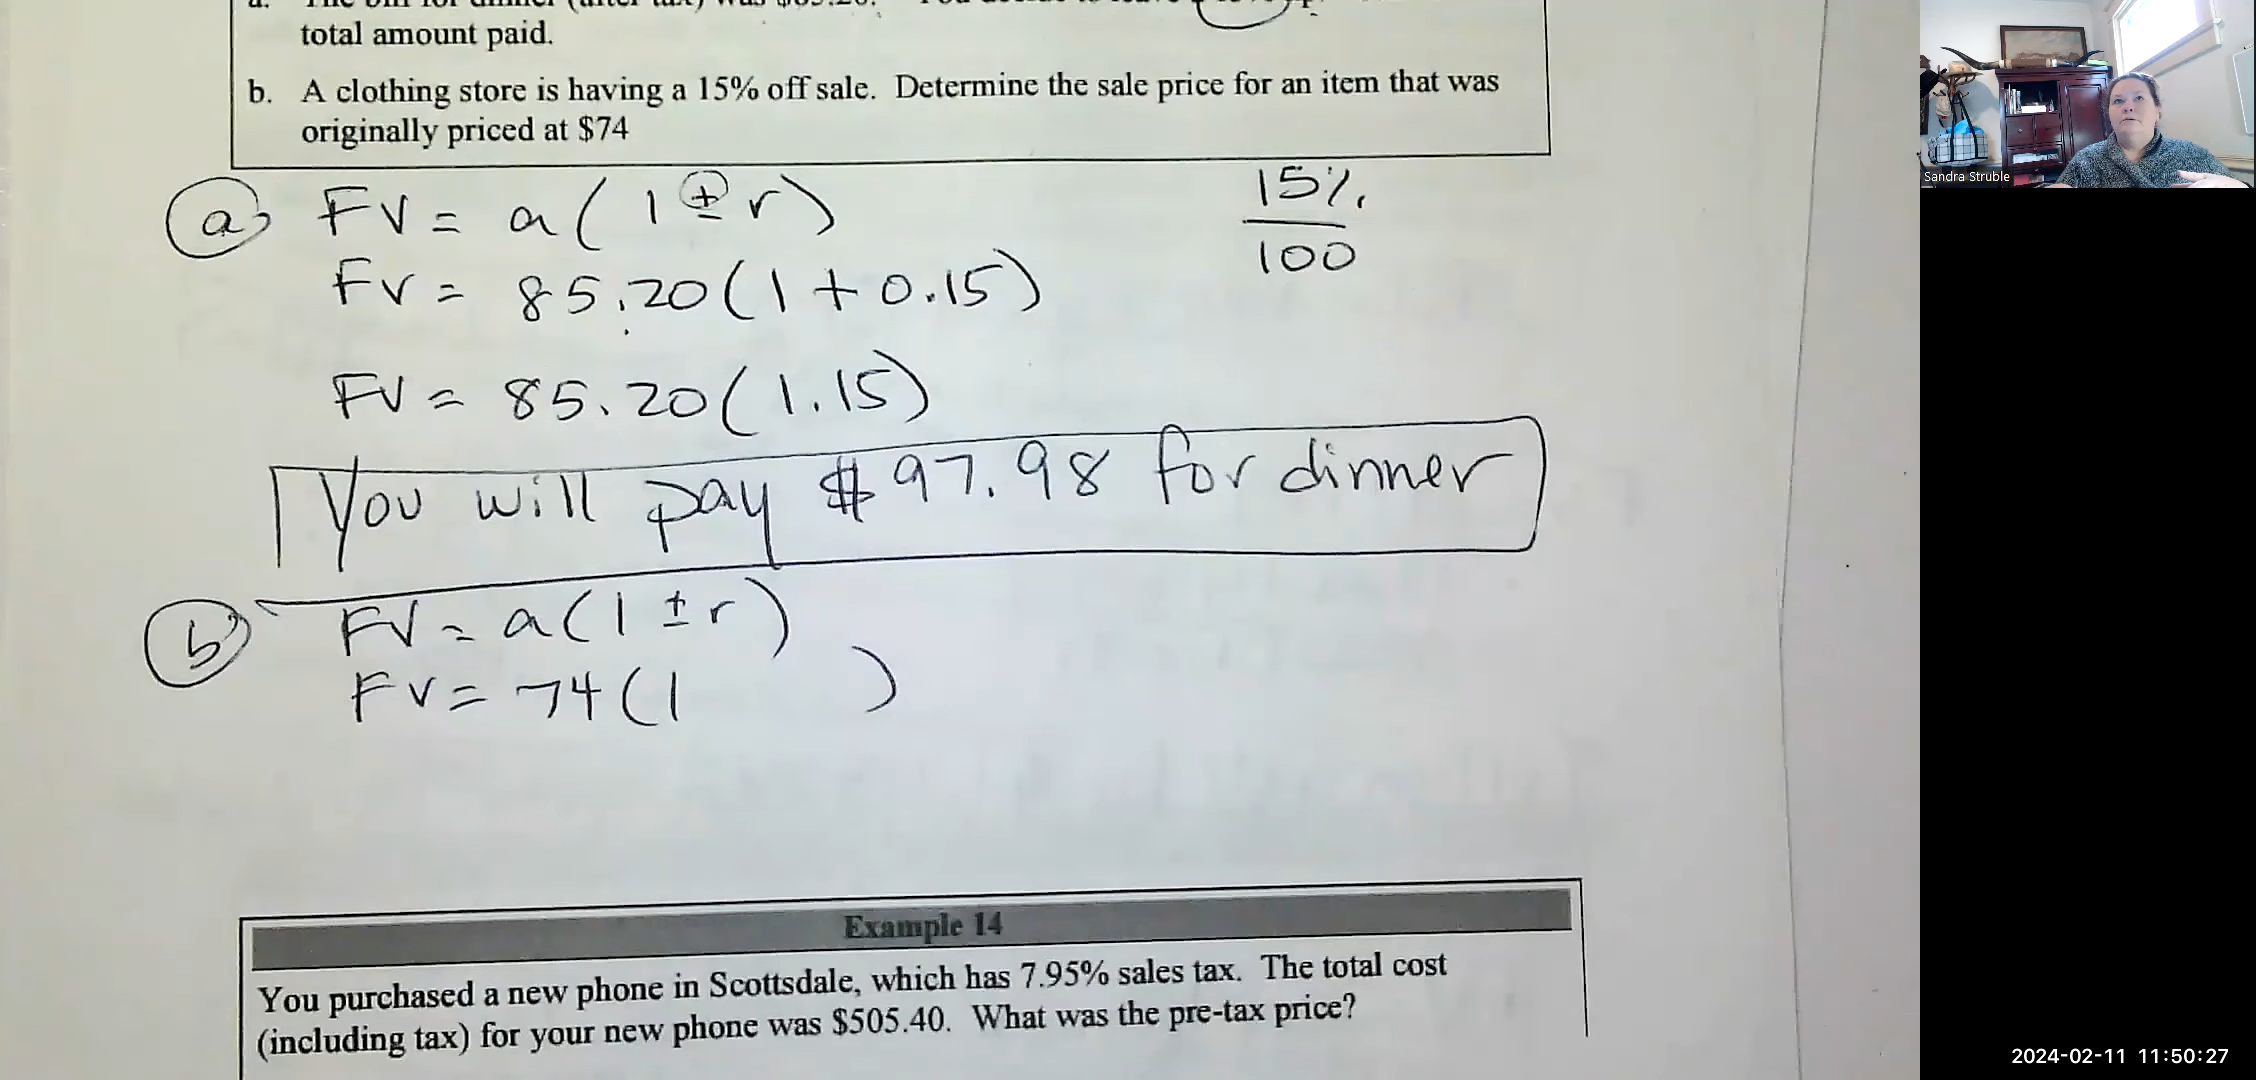 total amount paid.
b. A clothing store is having a 15% off sale. Determine the sale price for an item that was
originally priced at $74
a) FV = a(1 ± r)
15%
100
FV = 85.20(1 + 0.15)
FV = 85.20(1.15)
You will pay $97.98 for dinner
b) FV = a(1 ± r)
FV = 74(1 )
Example 14
You purchased a new phone in Scottsdale, which has 7.95% sales tax. The total cost
(including tax) for your new phone was $505.40. What was the pre-tax price?
Sandra Struble
2024-02-11 11:50:27